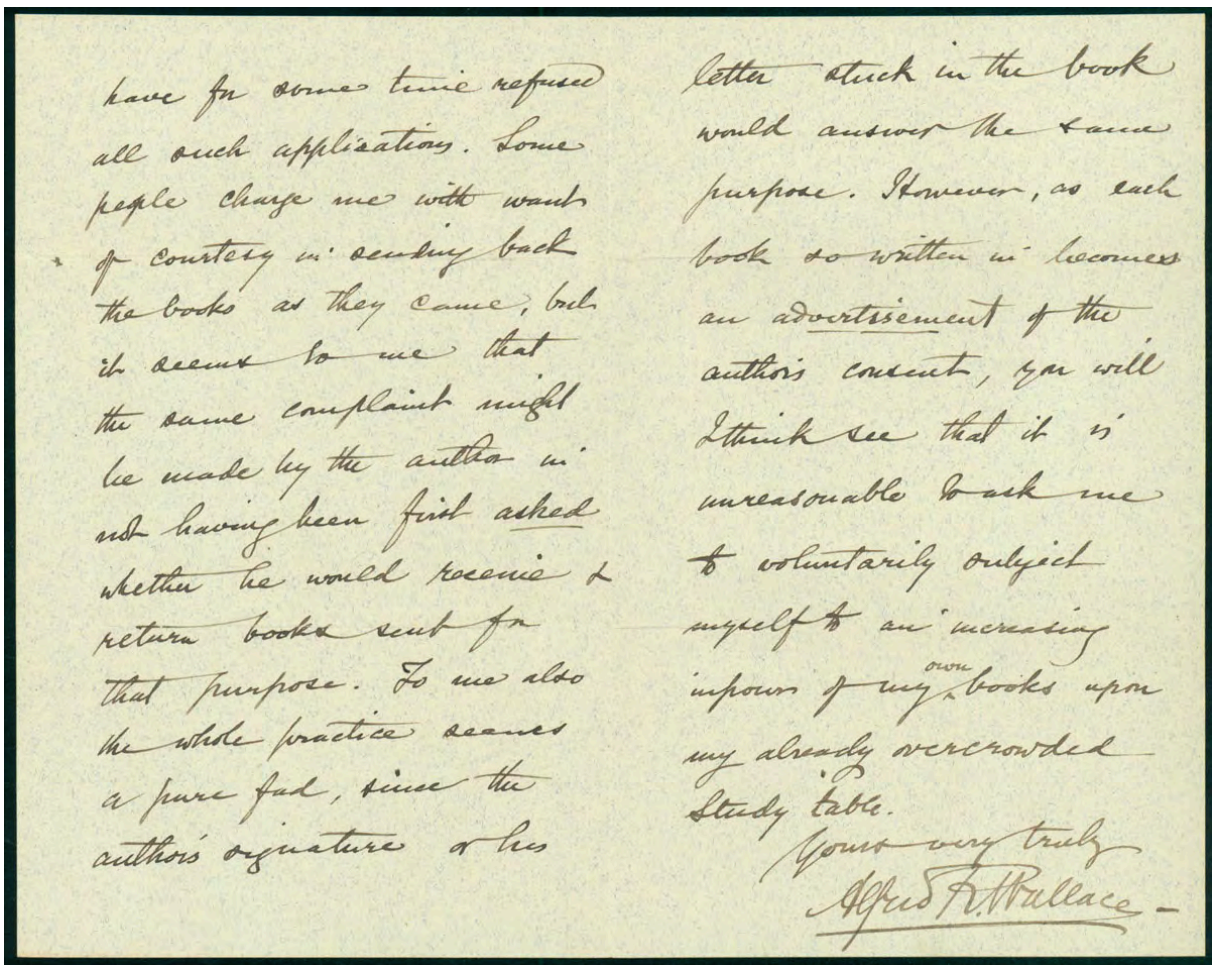 have for some time refused
all such applications. Some
people charge me with want
of courtesy in sending back
the books as they came, but
it seems to me that
the same complaint might
be made by the author in
not having been first asked
whether he would receive &
return books sent for
that purpose. To me also
the whole practice seems
a pure fad, since the
author's signature or his
letter stuck in the book
would answer the same
purpose. However, as each
book so written in becomes
an advertisement of the
author's consent, you will
I think see that it is
unreasonable to ask me
to voluntarily subject
myself to an increasing
inpour of my own books upon
my already overcrowded
Study table.
Yours very truly
Alfred R. Wallace